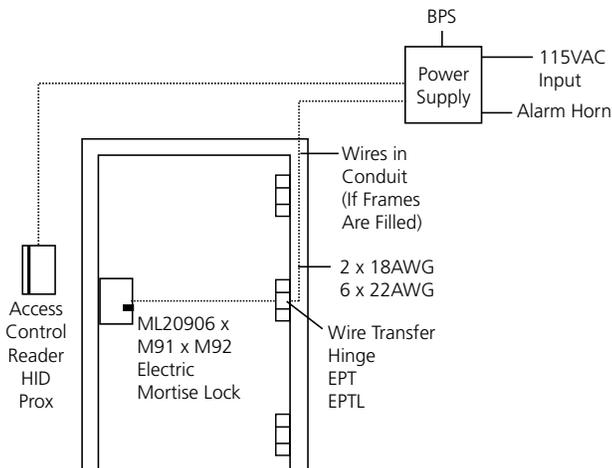 BPS
Power
Supply
115VAC
Input
Alarm Horn
Wires in
Conduit
(If Frames
Are Filled)
2 x 18AWG
6 x 22AWG
Access
Control
Reader
HID
Prox
ML20906 x
M91 x M92
Electric
Mortise Lock
Wire Transfer
Hinge
EPT
EPTL